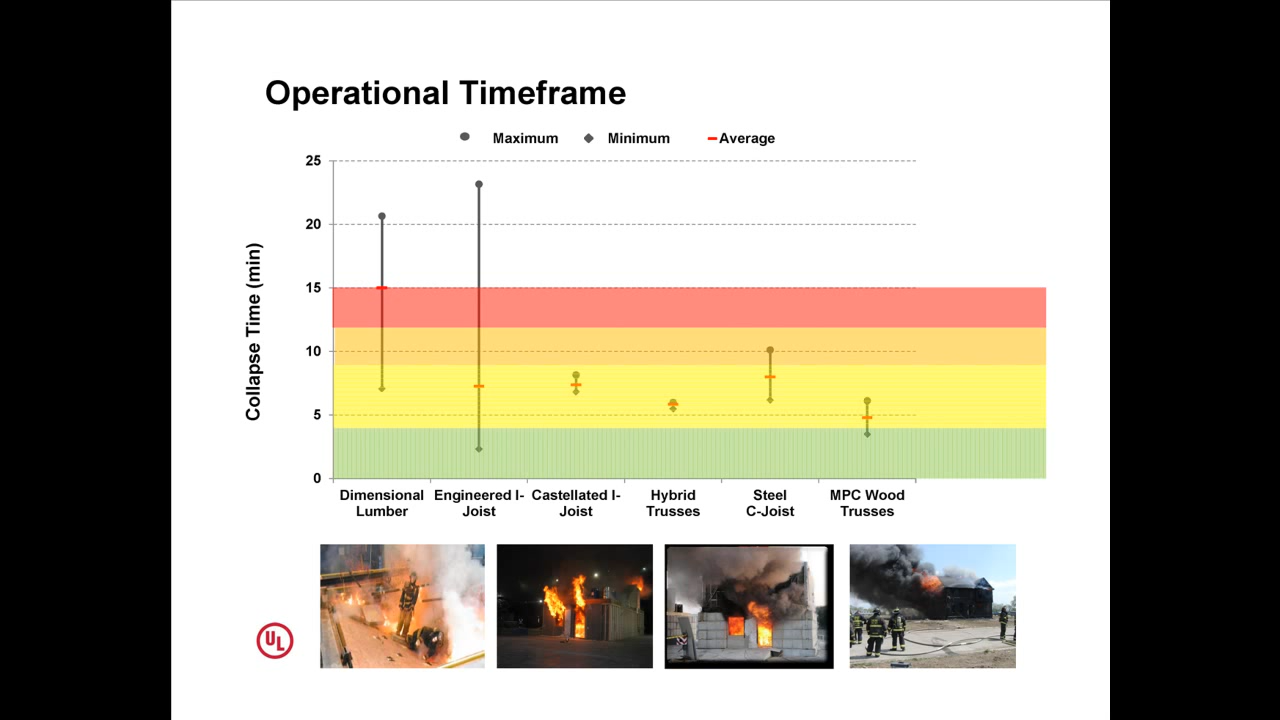 Operational Timeframe
Maximum Minimum Average
Collapse Time (min)
25
20
15
10
5
0
Dimensional Engineered I- Castellated I- Hybrid Steel MPC Wood
Lumber Joist Joist Trusses C-Joist Trusses
UL